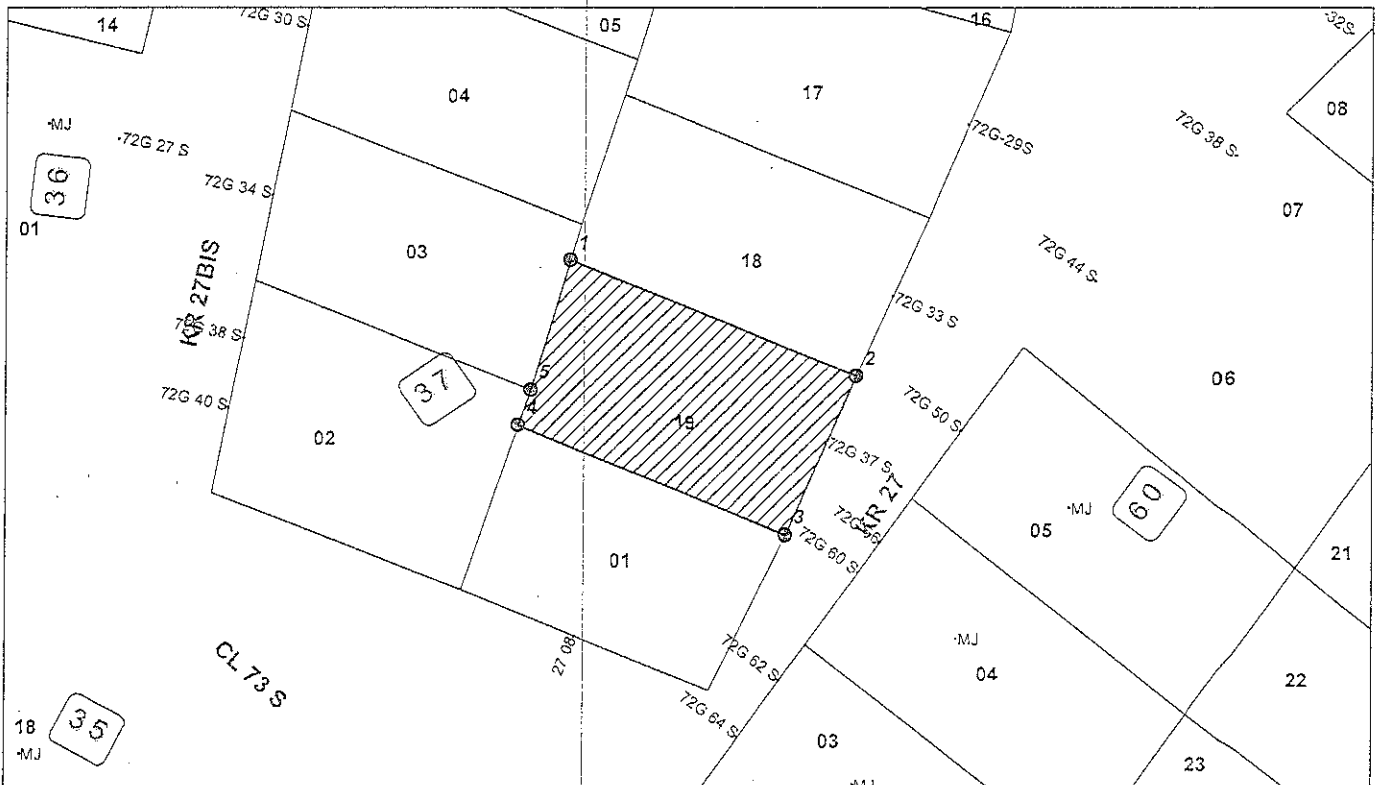 14
72G 30 S
05
16
-32S-
04
17
08
·MJ
·72G 27 S
·72G-29S
72G 38 S·
36
72G 34 S
07
01
03
1
18
72G 44 S·
KR 27BIS
72G 33 S
72G 38 S
2
06
37
5
72G 50 S
72G 40 S
4
02
19
72G 37 S
KR 27
60
·MJ
05
3
72G 60 S
01
21
·MJ
27 08
72G 62 S
04
22
CL 73 S
72G 64 S
18
35
·MJ
03
23
·MJ